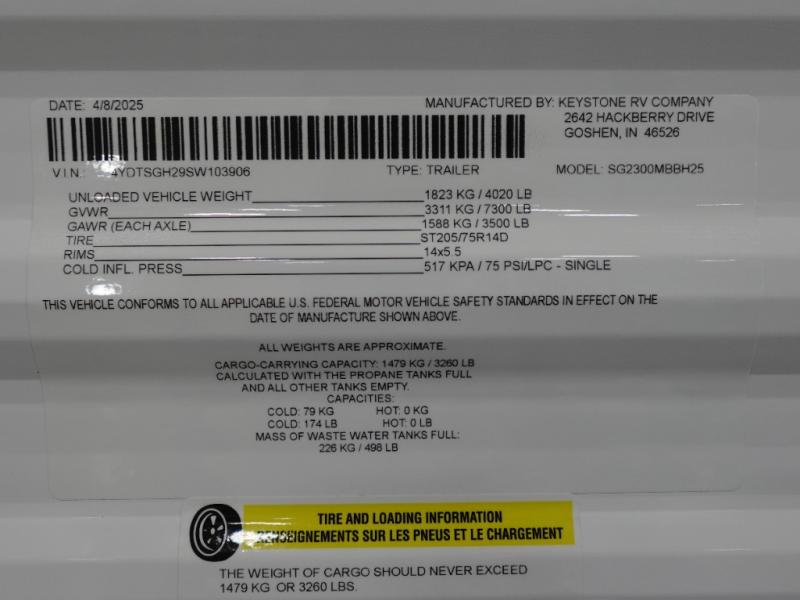 DATE: 4/8/2025
MANUFACTURED BY: KEYSTONE RV COMPANY
2642 HACKBERRY DRIVE
GOSHEN, IN 46526
V.I.N.: 4YDTSGH29SW103906 TYPE: TRAILER MODEL: SG2300MBBH25
UNLOADED VEHICLE WEIGHT 1823 KG / 4020 LB
GVWR 3311 KG / 7300 LB
GAWR (EACH AXLE) 1588 KG / 3500 LB
TIRE ST205/75R14D
RIMS 14x5.5
COLD INFL. PRESS 517 KPA / 75 PSI/LPC - SINGLE
THIS VEHICLE CONFORMS TO ALL APPLICABLE U.S. FEDERAL MOTOR VEHICLE SAFETY STANDARDS IN EFFECT ON THE
DATE OF MANUFACTURE SHOWN ABOVE.
ALL WEIGHTS ARE APPROXIMATE.
CARGO-CARRYING CAPACITY: 1479 KG / 3260 LB
CALCULATED WITH THE PROPANE TANKS FULL
AND ALL OTHER TANKS EMPTY.
CAPACITIES:
COLD: 79 KG HOT: 0 KG
COLD: 174 LB HOT: 0 LB
MASS OF WASTE WATER TANKS FULL:
226 KG / 498 LB
TIRE AND LOADING INFORMATION
RENSEIGNEMENTS SUR LES PNEUS ET LE CHARGEMENT
THE WEIGHT OF CARGO SHOULD NEVER EXCEED
1479 KG OR 3260 LBS.